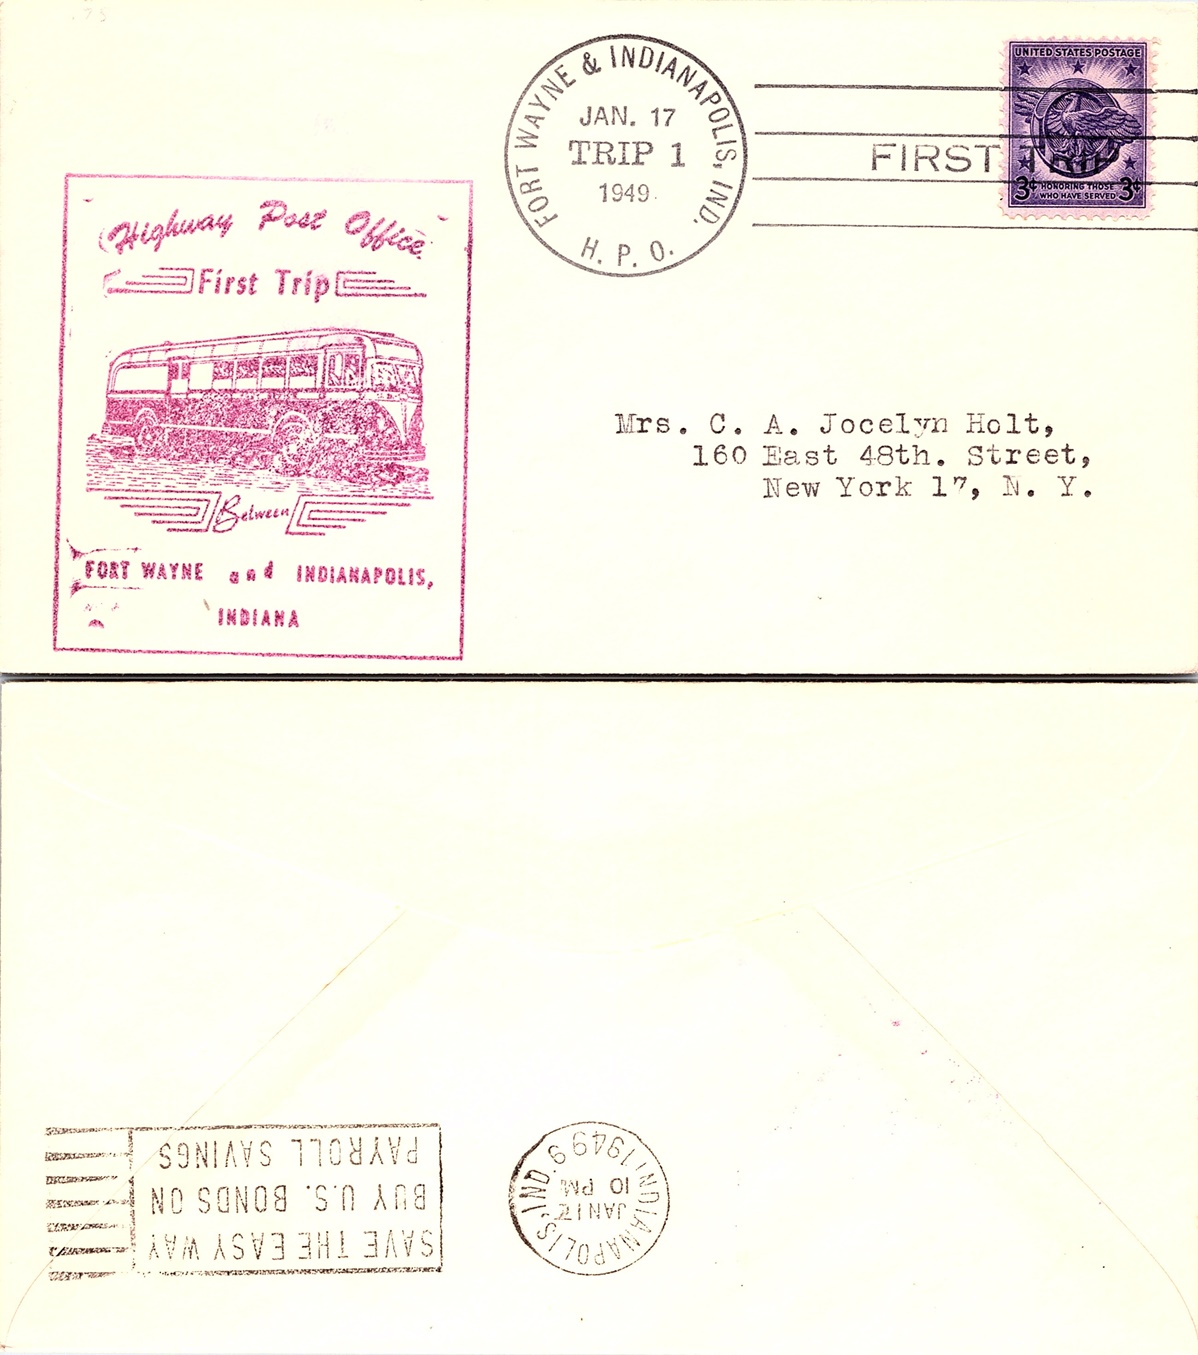 .75
FORT WAYNE & INDIANAPOLIS, IND.
JAN. 17
TRIP 1
1949.
H. P. O.
FIRST TRIP
UNITED STATES POSTAGE
3¢ HONORING THOSE 3¢
WHO HAVE SERVED
Highway Post Office
First Trip
Between
FORT WAYNE and INDIANAPOLIS,
INDIANA
Mrs. C. A. Jocelyn Holt,
160 East 48th. Street,
New York 17, N. Y.
SAVE THE EASY WAY
BUY U.S. BONDS ON
PAYROLL SAVINGS
INDIANAPOLIS, IND. 9
JAN 17
10 PM
1949